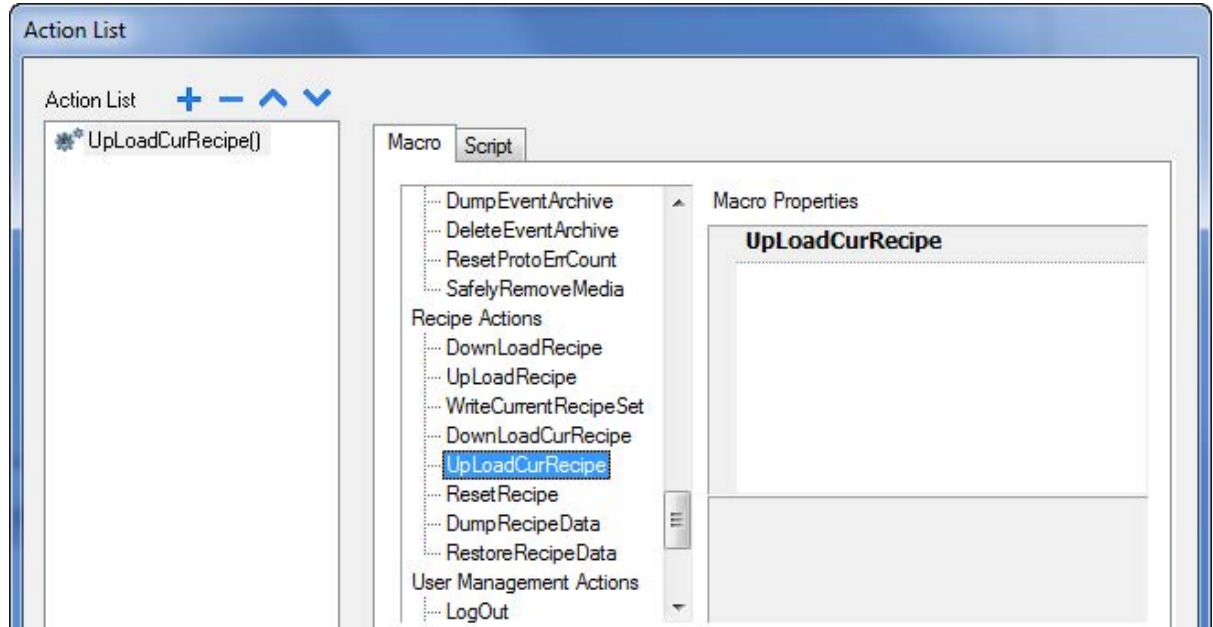 Action List
Action List
UpLoadCurRecipe()
Macro
Script
DumpEventArchive
DeleteEventArchive
ResetProtoErrCount
SafelyRemoveMedia
Recipe Actions
DownLoadRecipe
UpLoadRecipe
WriteCurrentRecipeSet
DownLoadCurRecipe
UpLoadCurRecipe
ResetRecipe
DumpRecipeData
RestoreRecipeData
User Management Actions
LogOut
Macro Properties
UpLoadCurRecipe